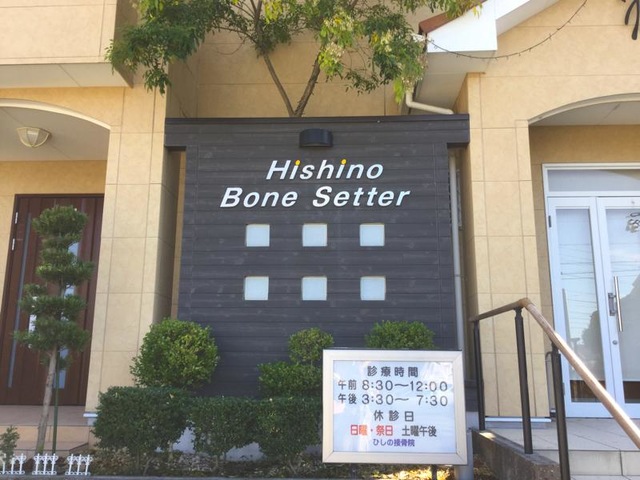 Hishino
Bone Setter
診療時間
午前 8:30～12:00
午後 3:30～ 7:30
休診日
日曜・祭日 土曜午後
ひしの接骨院